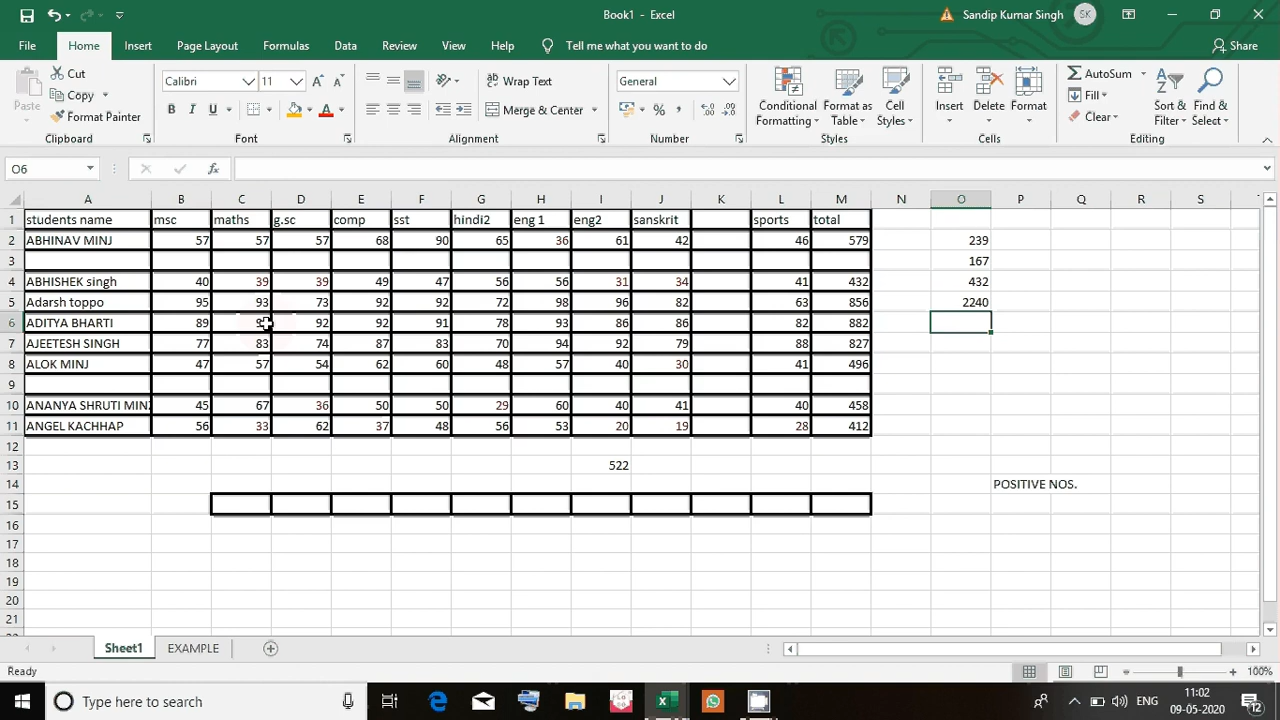 Book1 - Excel
Sandip Kumar Singh SK
File Home Insert Page Layout Formulas Data Review View Help Tell me what you want to do Share
Cut
Copy
Format Painter
Paste
Clipboard
Calibri 11
B I U
Font
Wrap Text
Merge & Center
Alignment
General
%
Number
Conditional Formatting
Format as Table
Cell Styles
Styles
Insert Delete Format
Cells
AutoSum
Fill
Clear
Sort & Filter
Find & Select
Editing
O6 fx
A B C D E F G H I J K L M N O P Q R S
1 students name msc maths g.sc comp sst hindi2 eng 1 eng2 sanskrit sports total
2 ABHINAV MINJ 57 57 57 68 90 65 36 61 42 46 579 239
3 167
4 ABHISHEK singh 40 39 39 49 47 56 56 31 34 41 432 432
5 Adarsh toppo 95 93 73 92 92 72 98 96 82 63 856 2240
6 ADITYA BHARTI 89 92 92 91 78 93 86 86 82 882
7 AJEETESH SINGH 77 83 74 87 83 70 94 92 79 88 827
8 ALOK MINJ 47 57 54 62 60 48 57 40 30 41 496
9
10 ANANYA SHRUTI MINZ 45 67 36 50 50 29 60 40 41 40 458
11 ANGEL KACHHAP 56 33 62 37 48 56 53 20 19 28 412
12
13 522
14 POSITIVE NOS.
15
16
17
18
19
20
21
Sheet1 EXAMPLE
Ready 100%
Type here to search ENG 11:02
09-05-2020 12